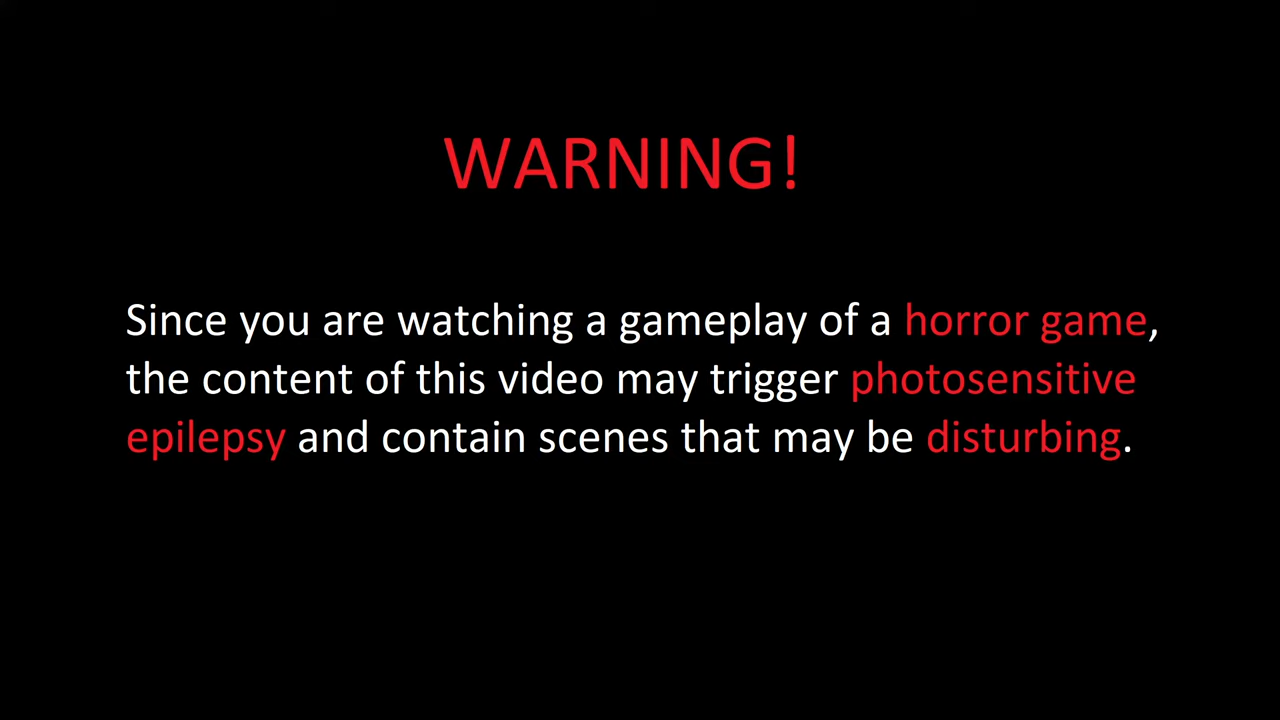 WARNING!
Since you are watching a gameplay of a horror game,
the content of this video may trigger photosensitive
epilepsy and contain scenes that may be disturbing.